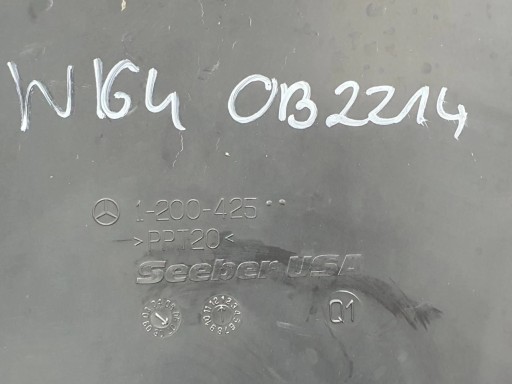 W164 OB2214
1-200-425
>PPT20<
Seeber USA
Q1